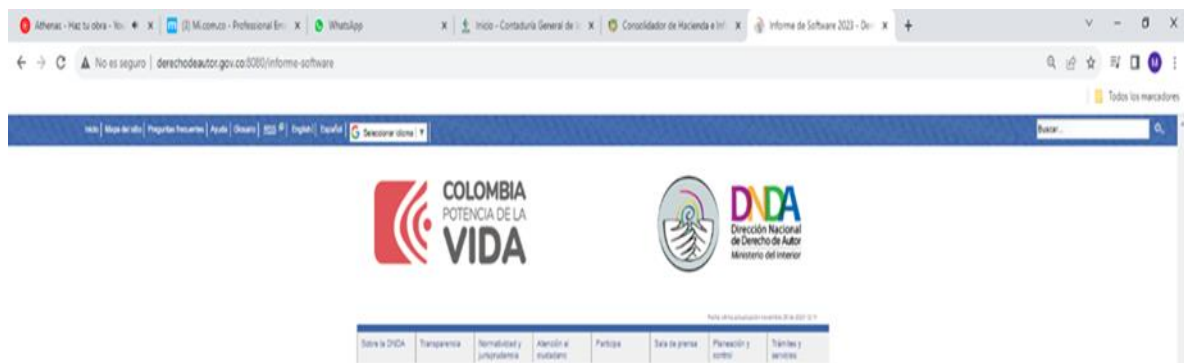 Athenas - Haz tu obra - You
(3) Mi.com.co - Professional Em
WhatsApp
Inicio - Contaduría General de l
Consolidador de Hacienda e Inf
Informe de Software 2023 - De
No es seguro | derechodeautor.gov.co:8080/informe-software
Todos los marcadores
Inicio | Mapa del sitio | Preguntas frecuentes | Ayuda | Glosario | RSS | English | Español | Seleccionar idioma
Buscar...
COLOMBIA
POTENCIA DE LA
VIDA
DNDA
Dirección Nacional
de Derecho de Autor
Ministerio del Interior
Sobre la DNDA
Transparencia
Normatividad y
jurisprudencia
Atención al
ciudadano
Participa
Sala de prensa
Planeación y
control
Trámites y
servicios